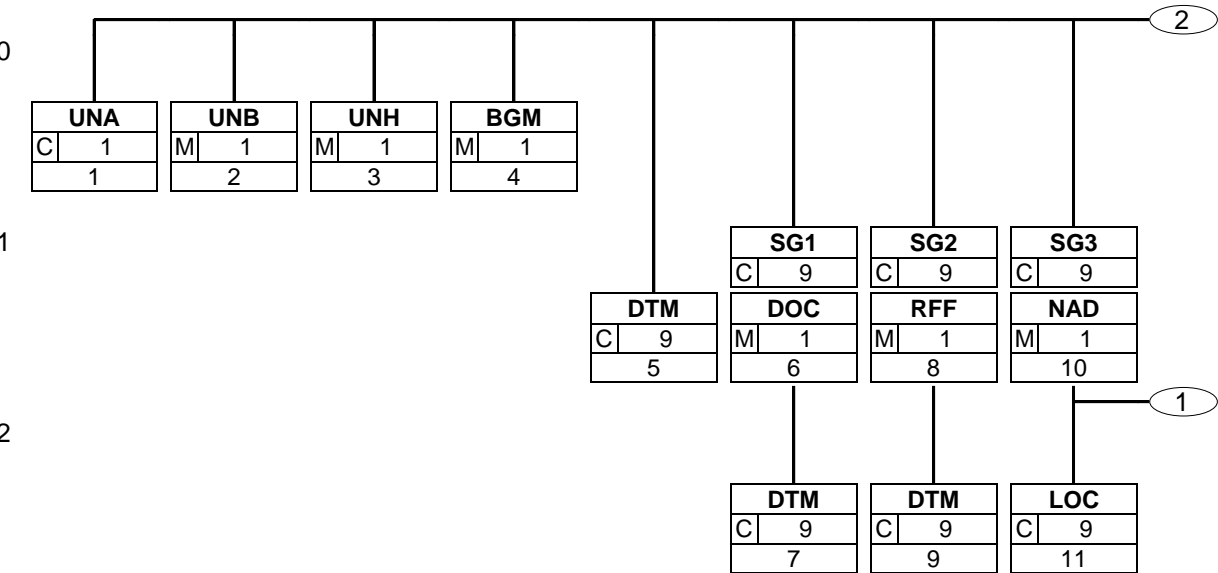 2
0
UNA UNB UNH BGM
C 1 M 1 M 1 M 1
1 2 3 4
1
SG1 SG2 SG3
C 9 C 9 C 9
DTM DOC RFF NAD
C 9 M 1 M 1 M 1
5 6 8 10
1
2
DTM DTM LOC
C 9 C 9 C 9
7 9 11